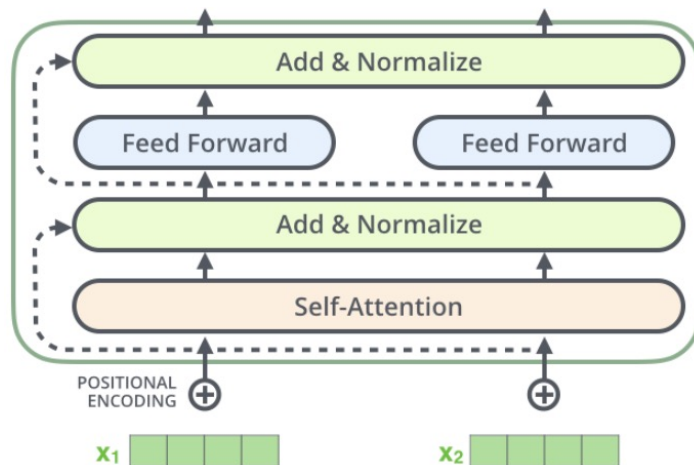 Add & Normalize
Feed Forward
Feed Forward
Add & Normalize
Self-Attention
POSITIONAL
ENCODING
x₁
x₂